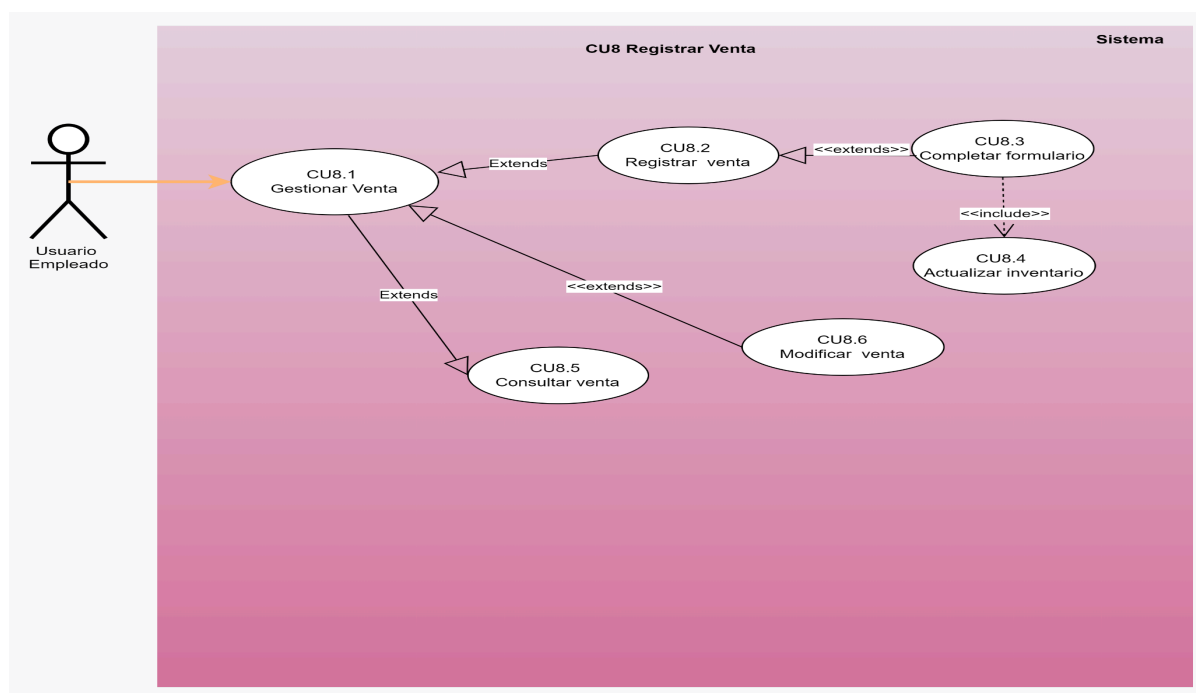 Sistema
CU8 Registrar Venta
CU8.1
Gestionar Venta
Extends
CU8.2
Registrar venta
<<extends>>
CU8.3
Completar formulario
<<include>>
CU8.4
Actualizar inventario
Usuario
Empleado
Extends
<<extends>>
CU8.6
Modificar venta
CU8.5
Consultar venta